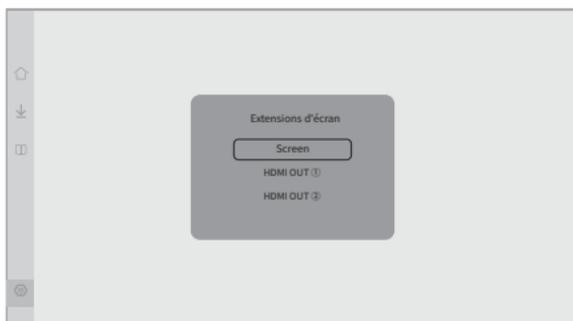 Extensions d'écran
Screen
HDMI OUT ①
HDMI OUT ②